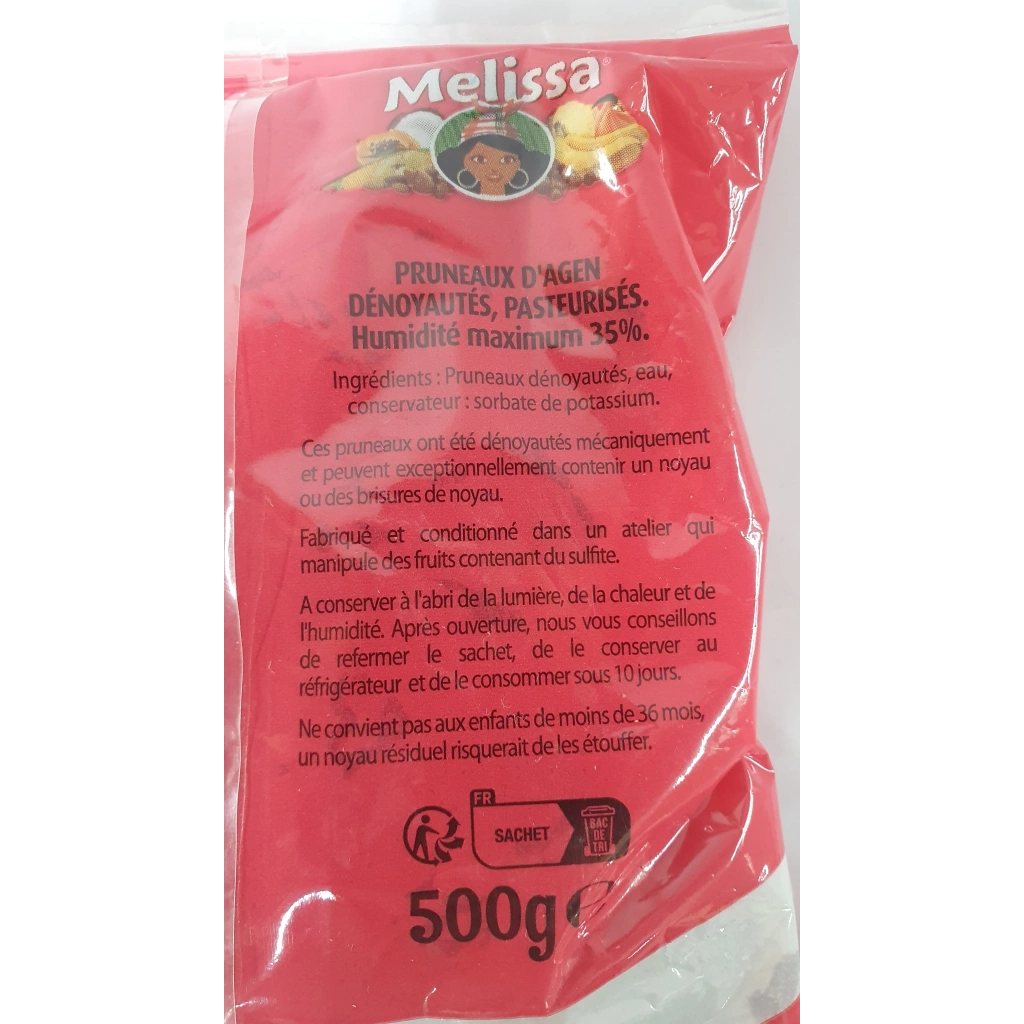 Melissa®
PRUNEAUX D'AGEN
DÉNOYAUTÉS, PASTEURISÉS.
Humidité maximum 35%.
Ingrédients : Pruneaux dénoyautés, eau,
conservateur : sorbate de potassium.
Ces pruneaux ont été dénoyautés mécaniquement
et peuvent exceptionnellement contenir un noyau
ou des brisures de noyau.
Fabriqué et conditionné dans un atelier qui
manipule des fruits contenant du sulfite.
A conserver à l'abri de la lumière, de la chaleur et de
l'humidité. Après ouverture, nous vous conseillons
de refermer le sachet, de le conserver au
réfrigérateur et de le consommer sous 10 jours.
Ne convient pas aux enfants de moins de 36 mois,
un noyau résiduel risquerait de les étouffer.
FR
SACHET
BAC
DE
TRI
500g e